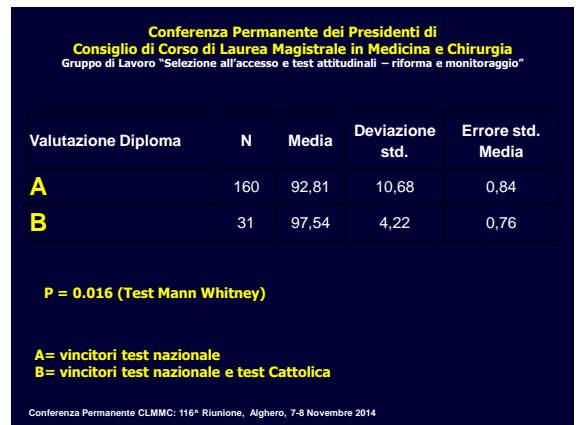 Conferenza Permanente dei Presidenti di
Consiglio di Corso di Laurea Magistrale in Medicina e Chirurgia
Gruppo di Lavoro “Selezione all’accesso e test attitudinali – riforma e monitoraggio”
Valutazione Diploma N Media Deviazione std. Errore std. Media
A 160 92,81 10,68 0,84
B 31 97,54 4,22 0,76
P = 0.016 (Test Mann Whitney)
A= vincitori test nazionale
B= vincitori test nazionale e test Cattolica
Conferenza Permanente CLMMC: 116^ Riunione, Alghero, 7-8 Novembre 2014